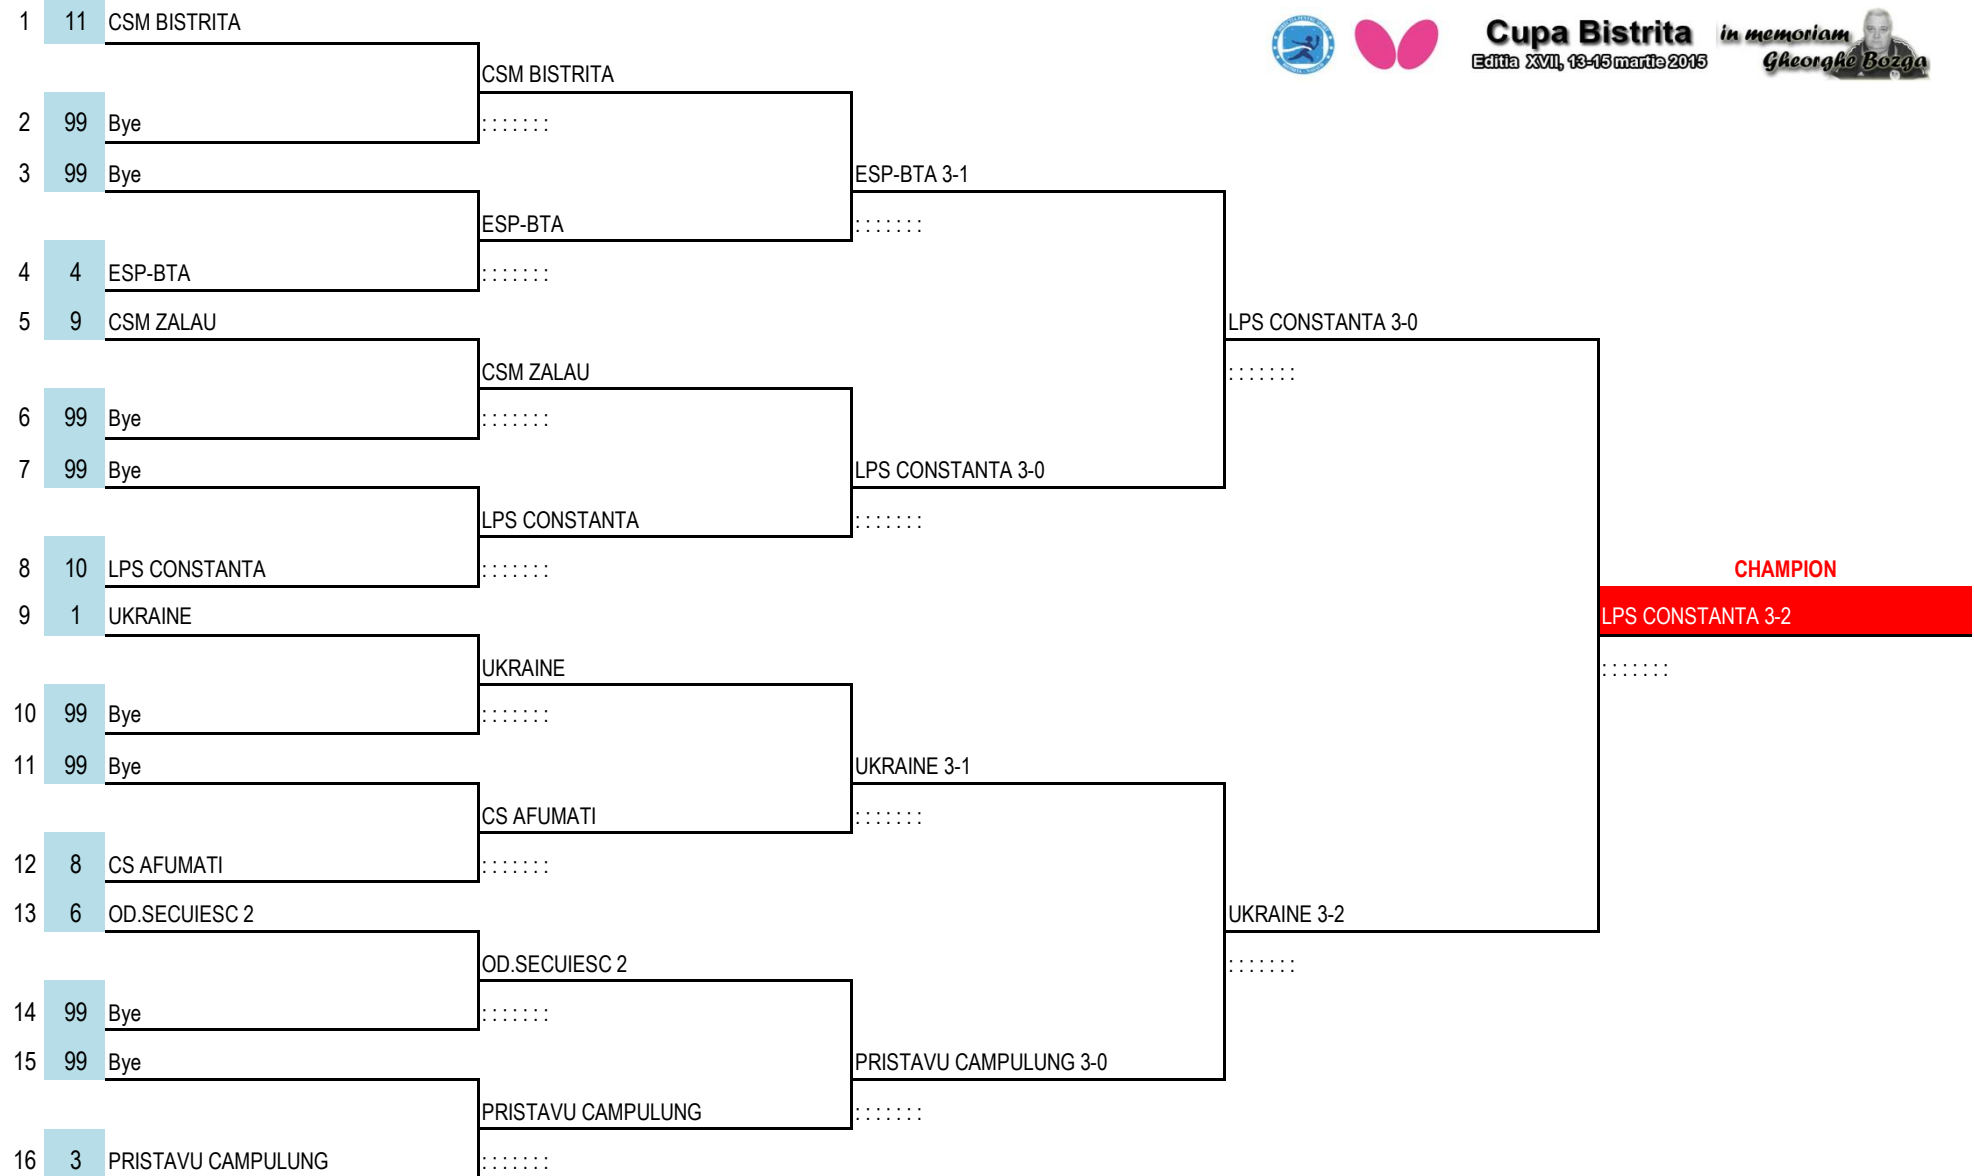 1 11 CSM BISTRITA
Cupa Bistrita
Editia XVII, 13-15 martie 2015
in memoriam
Gheorghe Bozga
CSM BISTRITA
2 99 Bye
: : : : : : :
3 99 Bye
ESP-BTA 3-1
ESP-BTA
: : : : : : :
4 4 ESP-BTA
: : : : : : :
5 9 CSM ZALAU
LPS CONSTANTA 3-0
CSM ZALAU
: : : : : : :
6 99 Bye
: : : : : : :
7 99 Bye
LPS CONSTANTA 3-0
LPS CONSTANTA
: : : : : : :
8 10 LPS CONSTANTA
: : : : : : :
CHAMPION
9 1 UKRAINE
LPS CONSTANTA 3-2
UKRAINE
: : : : : : :
10 99 Bye
: : : : : : :
11 99 Bye
UKRAINE 3-1
CS AFUMATI
: : : : : : :
12 8 CS AFUMATI
: : : : : : :
13 6 OD.SECUIESC 2
UKRAINE 3-2
OD.SECUIESC 2
: : : : : : :
14 99 Bye
: : : : : : :
15 99 Bye
PRISTAVU CAMPULUNG 3-0
PRISTAVU CAMPULUNG
: : : : : : :
16 3 PRISTAVU CAMPULUNG
: : : : : : :